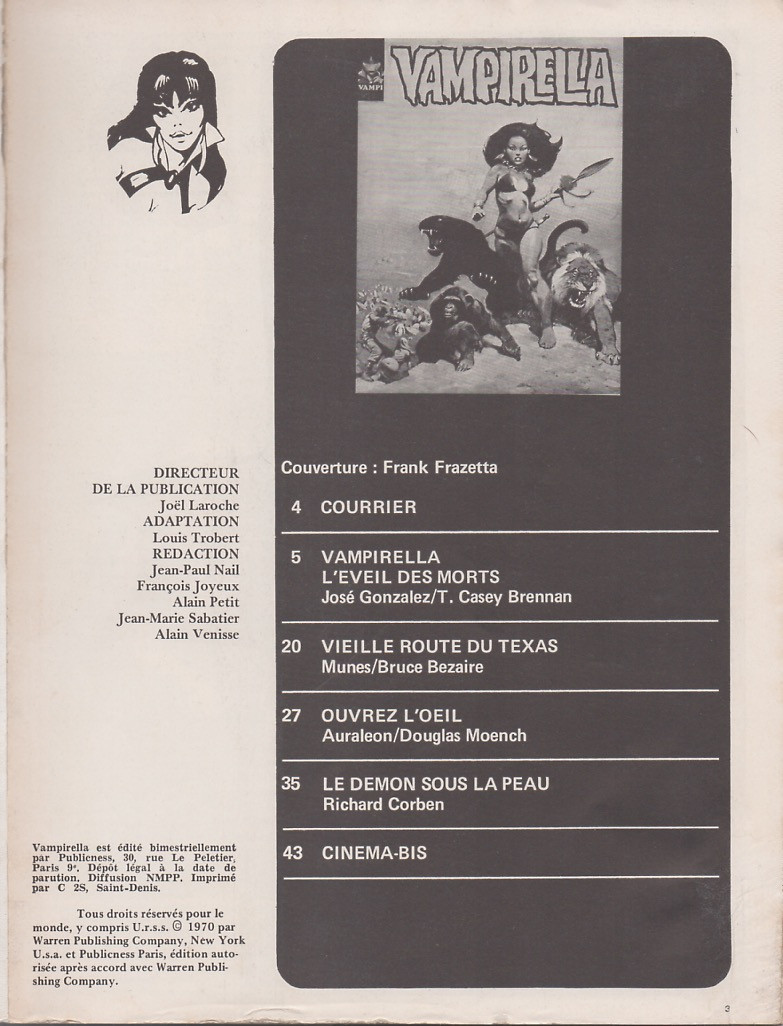 VAMPI
VAMPIRELLA
DIRECTEUR
DE LA PUBLICATION
Joël Laroche
ADAPTATION
Louis Trobert
REDACTION
Jean-Paul Nail
François Joyeux
Alain Petit
Jean-Marie Sabatier
Alain Venisse
Vampirella est édité bimestriellement
par Publicness, 30, rue Le Peletier,
Paris 9e. Dépôt légal à la date de
parution. Diffusion NMPP. Imprimé
par C 2S, Saint-Denis.
Tous droits réservés pour le
monde, y compris U.r.s.s. © 1970 par
Warren Publishing Company, New York
U.s.a. et Publicness Paris, édition auto-
risée après accord avec Warren Publi-
shing Company.
Couverture : Frank Frazetta
4 COURRIER
5 VAMPIRELLA
L'EVEIL DES MORTS
José Gonzalez/T. Casey Brennan
20 VIEILLE ROUTE DU TEXAS
Munes/Bruce Bezaire
27 OUVREZ L'OEIL
Auraleon/Douglas Moench
35 LE DEMON SOUS LA PEAU
Richard Corben
43 CINEMA-BIS
3